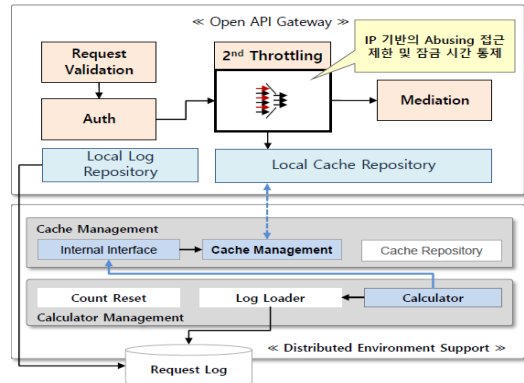 ≪ Open API Gateway ≫
Request
Validation
2nd Throttling
IP 기반의 Abusing 접근
제한 및 잠금 시간 통제
Auth
Mediation
Local Log
Repository
Local Cache Repository
Cache Management
Internal Interface
Cache Management
Cache Repository
Count Reset
Log Loader
Calculator
Calculator Management
≪ Distributed Environment Support ≫
Request Log